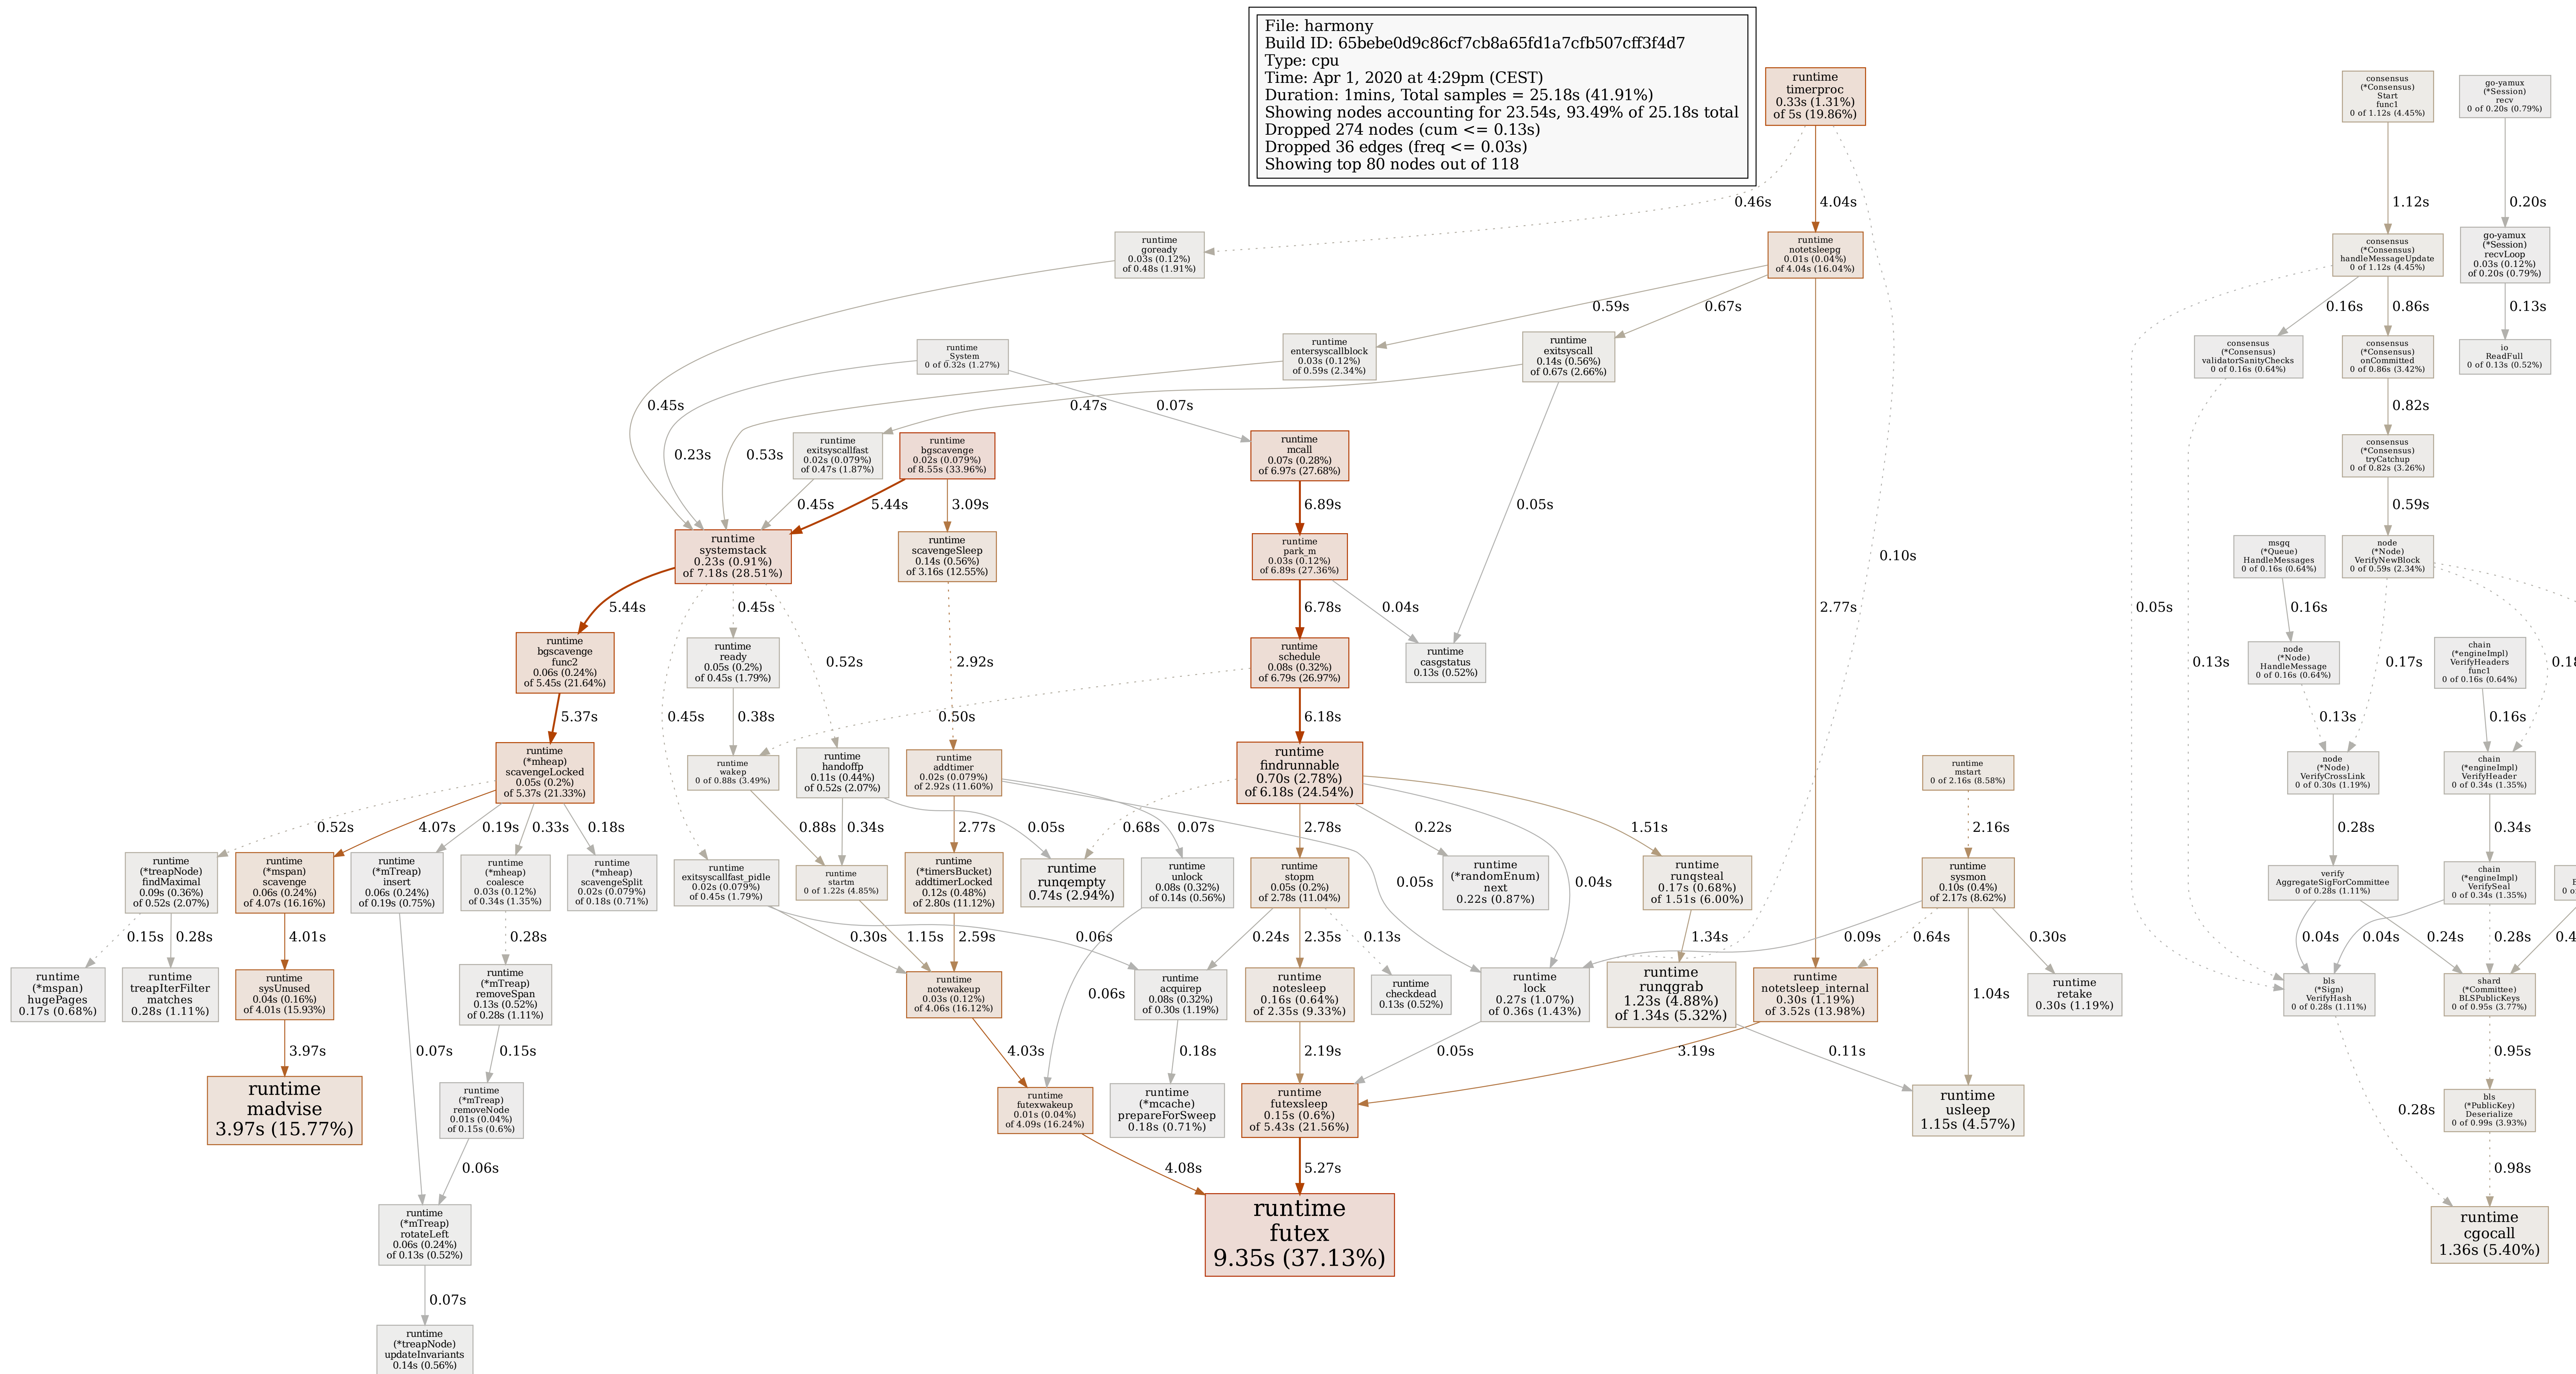 File: harmony
Build ID: 65bebe0d9c86cf7cb8a65fd1a7cfb507cff3f4d7
Type: cpu
Time: Apr 1, 2020 at 4:29pm (CEST)
Duration: 1mins, Total samples = 25.18s (41.91%)
Showing nodes accounting for 23.54s, 93.49% of 25.18s total
Dropped 274 nodes (cum <= 0.13s)
Dropped 36 edges (freq <= 0.03s)
Showing top 80 nodes out of 118
runtime
timerproc
0.33s (1.31%)
of 5s (19.86%)
consensus
(*Consensus)
Start
func1
0 of 1.12s (4.45%)
go-yamux
(*Session)
recv
0 of 0.20s (0.79%)
0.46s
4.04s
1.12s
0.20s
runtime
goready
0.03s (0.12%)
of 0.48s (1.91%)
runtime
notetsleepg
0.01s (0.04%)
of 4.04s (16.04%)
consensus
(*Consensus)
handleMessageUpdate
0 of 1.12s (4.45%)
go-yamux
(*Session)
recvLoop
0.03s (0.12%)
of 0.20s (0.79%)
0.59s
0.67s
0.16s
0.86s
0.13s
runtime
_System
0 of 0.32s (1.27%)
runtime
entersyscallblock
0.03s (0.12%)
of 0.59s (2.34%)
runtime
exitsyscall
0.14s (0.56%)
of 0.67s (2.66%)
consensus
(*Consensus)
validatorSanityChecks
0 of 0.16s (0.64%)
consensus
(*Consensus)
onCommitted
0 of 0.86s (3.42%)
io
ReadFull
0 of 0.13s (0.52%)
0.45s
0.47s
0.07s
0.82s
runtime
exitsyscallfast
0.02s (0.079%)
of 0.47s (1.87%)
runtime
bgscavenge
0.02s (0.079%)
of 8.55s (33.96%)
runtime
mcall
0.07s (0.28%)
of 6.97s (27.68%)
consensus
(*Consensus)
tryCatchup
0 of 0.82s (3.26%)
0.23s
0.53s
0.45s
5.44s
3.09s
6.89s
0.05s
0.59s
runtime
systemstack
0.23s (0.91%)
of 7.18s (28.51%)
runtime
scavengeSleep
0.14s (0.56%)
of 3.16s (12.55%)
runtime
park_m
0.03s (0.12%)
of 6.89s (27.36%)
0.10s
msgq
(*Queue)
HandleMessages
0 of 0.16s (0.64%)
node
(*Node)
VerifyNewBlock
0 of 0.59s (2.34%)
5.44s
0.45s
0.04s
6.78s
2.77s
0.05s
0.16s
runtime
bgscavenge
func2
0.06s (0.24%)
of 5.45s (21.64%)
runtime
ready
0.05s (0.2%)
of 0.45s (1.79%)
0.52s
2.92s
runtime
schedule
0.08s (0.32%)
of 6.79s (26.97%)
runtime
casgstatus
0.13s (0.52%)
0.13s
node
(*Node)
HandleMessage
0 of 0.16s (0.64%)
0.17s
chain
(*engineImpl)
VerifyHeaders
func1
0 of 0.16s (0.64%)
5.37s
0.45s
0.38s
0.50s
6.18s
0.13s
0.16s
runtime
(*mheap)
scavengeLocked
0.05s (0.2%)
of 5.37s (21.33%)
runtime
wakep
0 of 0.88s (3.49%)
runtime
handoffp
0.11s (0.44%)
of 0.52s (2.07%)
runtime
addtimer
0.02s (0.079%)
of 2.92s (11.60%)
runtime
findrunnable
0.70s (2.78%)
of 6.18s (24.54%)
runtime
mstart
0 of 2.16s (8.58%)
node
(*Node)
VerifyCrossLink
0 of 0.30s (1.19%)
chain
(*engineImpl)
VerifyHeader
0 of 0.34s (1.35%)
0.52s
4.07s
0.19s
0.33s
0.18s
0.88s
0.34s
2.77s
0.05s
0.68s
0.07s
2.78s
0.22s
1.51s
2.16s
0.28s
0.34s
runtime
(*treapNode)
findMaximal
0.09s (0.36%)
of 0.52s (2.07%)
runtime
(*mspan)
scavenge
0.06s (0.24%)
of 4.07s (16.16%)
runtime
(*mTreap)
insert
0.06s (0.24%)
of 0.19s (0.75%)
runtime
(*mheap)
coalesce
0.03s (0.12%)
of 0.34s (1.35%)
runtime
(*mheap)
scavengeSplit
0.02s (0.079%)
of 0.18s (0.71%)
runtime
exitsyscallfast_pidle
0.02s (0.079%)
of 0.45s (1.79%)
runtime
startm
0 of 1.22s (4.85%)
runtime
(*timersBucket)
addtimerLocked
0.12s (0.48%)
of 2.80s (11.12%)
runtime
runqempty
0.74s (2.94%)
runtime
unlock
0.08s (0.32%)
of 0.14s (0.56%)
runtime
stopm
0.05s (0.2%)
of 2.78s (11.04%)
0.05s
runtime
(*randomEnum)
next
0.22s (0.87%)
0.04s
runtime
runqsteal
0.17s (0.68%)
of 1.51s (6.00%)
runtime
sysmon
0.10s (0.4%)
of 2.17s (8.62%)
verify
AggregateSigForCommittee
0 of 0.28s (1.11%)
chain
(*engineImpl)
VerifySeal
0 of 0.34s (1.35%)
0.15s
0.28s
4.01s
0.28s
0.30s
1.15s
2.59s
0.06s
0.24s
2.35s
0.13s
1.34s
0.09s
0.64s
0.30s
0.04s
0.04s
0.24s
0.28s
runtime
(*mspan)
hugePages
0.17s (0.68%)
runtime
treapIterFilter
matches
0.28s (1.11%)
runtime
sysUnused
0.04s (0.16%)
of 4.01s (15.93%)
runtime
(*mTreap)
removeSpan
0.13s (0.52%)
of 0.28s (1.11%)
runtime
notewakeup
0.03s (0.12%)
of 4.06s (16.12%)
0.06s
runtime
acquirep
0.08s (0.32%)
of 0.30s (1.19%)
runtime
notesleep
0.16s (0.64%)
of 2.35s (9.33%)
runtime
checkdead
0.13s (0.52%)
runtime
lock
0.27s (1.07%)
of 0.36s (1.43%)
runtime
runqgrab
1.23s (4.88%)
of 1.34s (5.32%)
runtime
notetsleep_internal
0.30s (1.19%)
of 3.52s (13.98%)
1.04s
runtime
retake
0.30s (1.19%)
bls
(*Sign)
VerifyHash
0 of 0.28s (1.11%)
shard
(*Committee)
BLSPublicKeys
0 of 0.95s (3.77%)
3.97s
0.07s
0.15s
4.03s
0.18s
2.19s
0.05s
3.19s
0.11s
0.95s
runtime
madvise
3.97s (15.77%)
runtime
(*mTreap)
removeNode
0.01s (0.04%)
of 0.15s (0.6%)
runtime
futexwakeup
0.01s (0.04%)
of 4.09s (16.24%)
runtime
(*mcache)
prepareForSweep
0.18s (0.71%)
runtime
futexsleep
0.15s (0.6%)
of 5.43s (21.56%)
runtime
usleep
1.15s (4.57%)
0.28s
bls
(*PublicKey)
Deserialize
0 of 0.99s (3.93%)
0.06s
4.08s
5.27s
0.98s
runtime
(*mTreap)
rotateLeft
0.06s (0.24%)
of 0.13s (0.52%)
runtime
futex
9.35s (37.13%)
runtime
cgocall
1.36s (5.40%)
0.07s
runtime
(*treapNode)
updateInvariants
0.14s (0.56%)